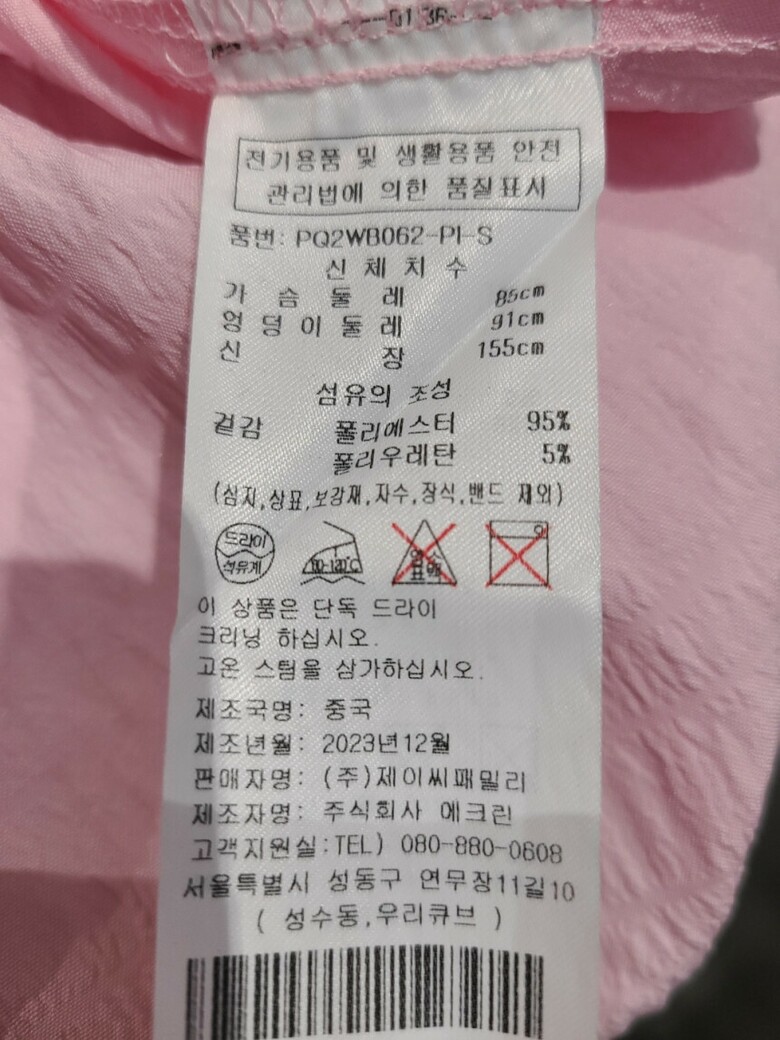 01 36
전기용품 및 생활용품 안전
관리법에 의한 품질표시
품번: PQ2WB062-PI-S
신 체 치 수
가 슴 둘 레 85cm
엉 덩 이 둘 레 91cm
신 장 155cm
섬유의 조성
겉감 폴리에스터 95%
폴리우레탄 5%
(심지,상표,보강재,자수,장식,밴드 제외)
드라이
석유계
염소
표백
이 상품은 단독 드라이
크리닝 하십시오.
고온 스팀을 삼가하십시오.
제조국명: 중국
제조년월: 2023년12월
판매자명: (주)제이씨패밀리
제조자명: 주식회사 에크린
고객지원실:TEL) 080-880-0608
서울특별시 성동구 연무장11길10
( 성수동,우리큐브 )